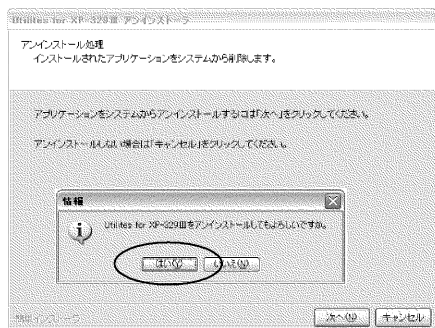 Utilities for XP-329Ⅲ アンインストーラ
アンインストール処理
インストールされたアプリケーションをシステムから削除します。
アプリケーションをシステムからアンインストールするには「次へ」をクリックしてください。
アンインストールしない場合は「キャンセル」をクリックしてください。
情報
Utilities for XP-329Ⅲをアンインストールしてもよろしいですか。
はい(Y)
いいえ(N)
次へ(N)
キャンセル